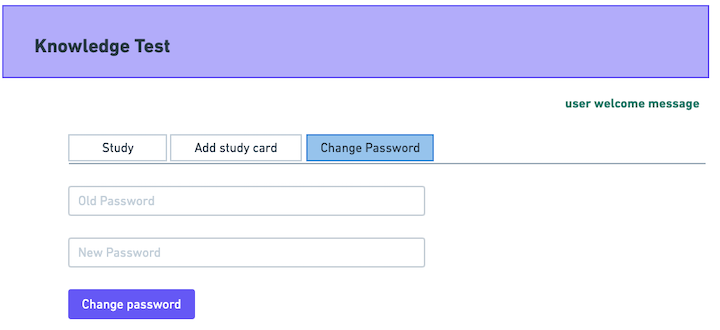 Knowledge Test
user welcome message
Study Add study card Change Password
Old Password
New Password
Change password